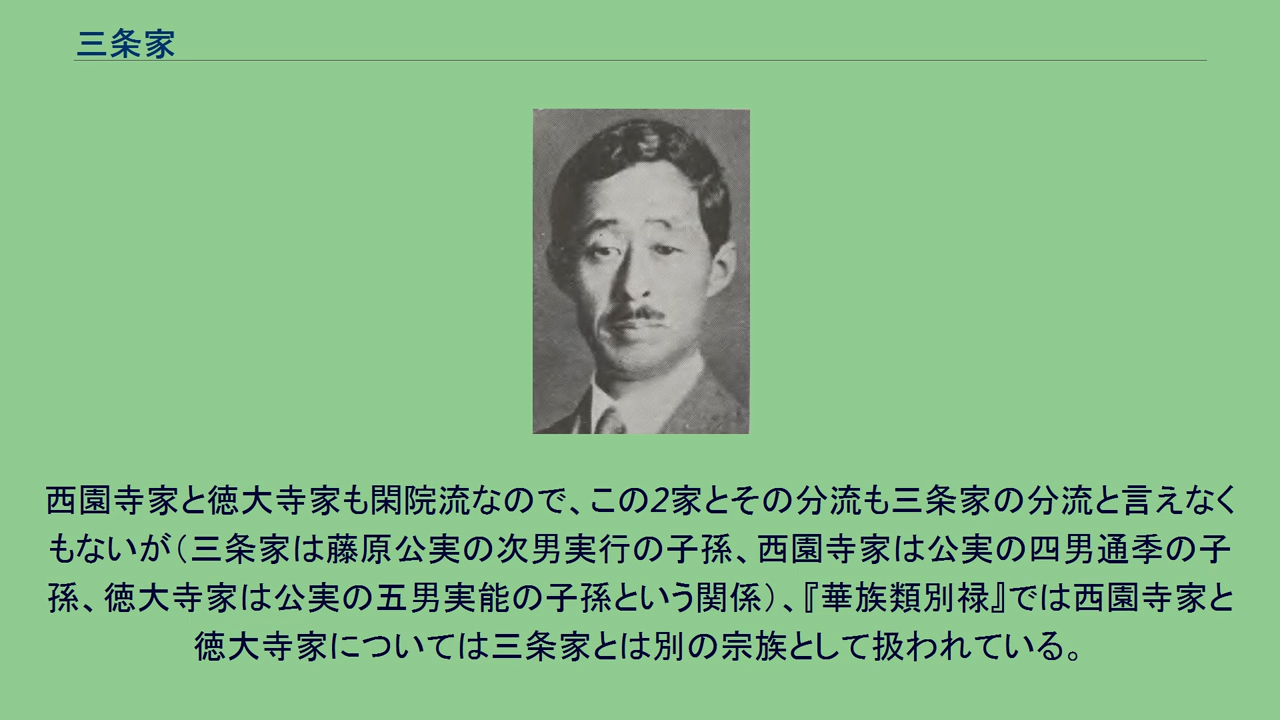 三条家
西園寺家と徳大寺家も閑院流なので、この2家とその分流も三条家の分流と言えなく
もないが（三条家は藤原公実の次男実行の子孫、西園寺家は公実の四男通季の子
孫、徳大寺家は公実の五男実能の子孫という関係）、『華族類別禄』では西園寺家と
徳大寺家については三条家とは別の宗族として扱われている。